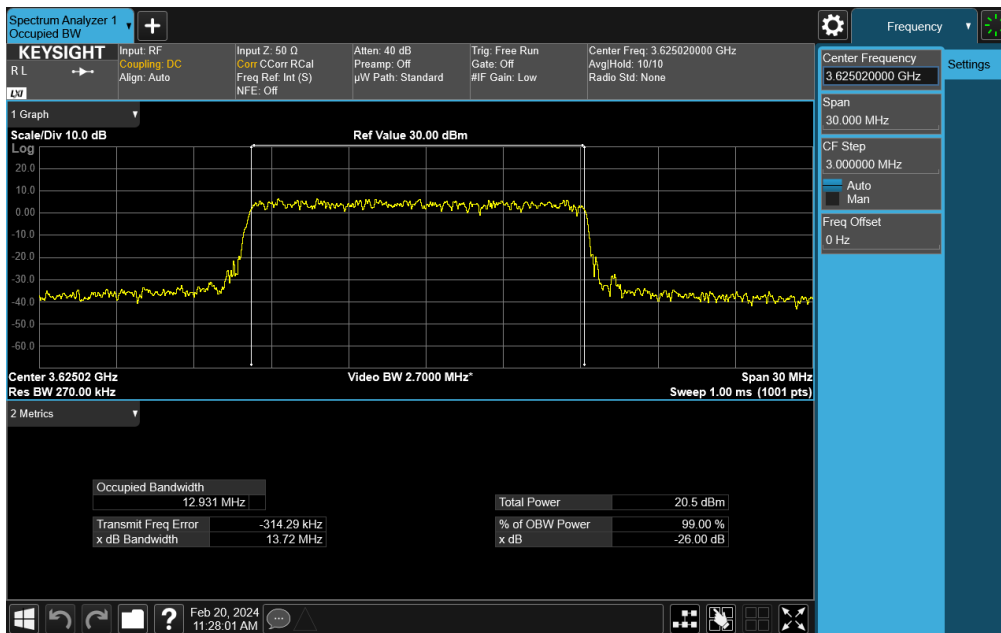 Spectrum Analyzer 1
Occupied BW
Frequency
KEYSIGHT
R L
LXI
Input: RF
Coupling: DC
Align: Auto
Input Z: 50 Ω
Corr CCorr RCal
Freq Ref: Int (S)
NFE: Off
Atten: 40 dB
Preamp: Off
µW Path: Standard
Trig: Free Run
Gate: Off
#IF Gain: Low
Center Freq: 3.625020000 GHz
Avg|Hold: 10/10
Radio Std: None
Center Frequency
3.625020000 GHz
Settings
Span
30.000 MHz
CF Step
3.000000 MHz
Auto
Man
Freq Offset
0 Hz
1 Graph
Scale/Div 10.0 dB
Ref Value 30.00 dBm
Log
20.0
10.0
0.00
-10.0
-20.0
-30.0
-40.0
-50.0
-60.0
Center 3.62502 GHz
Video BW 2.7000 MHz*
Span 30 MHz
Res BW 270.00 kHz
Sweep 1.00 ms (1001 pts)
2 Metrics
Occupied Bandwidth
12.931 MHz
Total Power 20.5 dBm
Transmit Freq Error -314.29 kHz
% of OBW Power 99.00 %
x dB Bandwidth 13.72 MHz
x dB -26.00 dB
Feb 20, 2024
11:28:01 AM